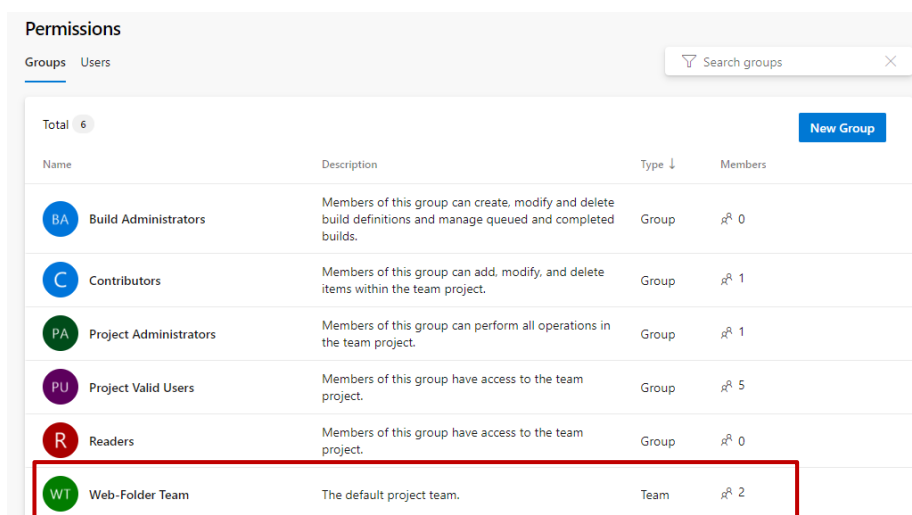 Permissions
Groups Users
Search groups
Total 6
New Group
Name Description Type ↓ Members
BA Build Administrators
Members of this group can create, modify and delete
build definitions and manage queued and completed
builds.
Group 0
C Contributors
Members of this group can add, modify, and delete
items within the team project.
Group 1
PA Project Administrators
Members of this group can perform all operations in
the team project.
Group 1
PU Project Valid Users
Members of this group have access to the team
project.
Group 5
R Readers
Members of this group have access to the team
project.
Group 0
WT Web-Folder Team The default project team. Team 2